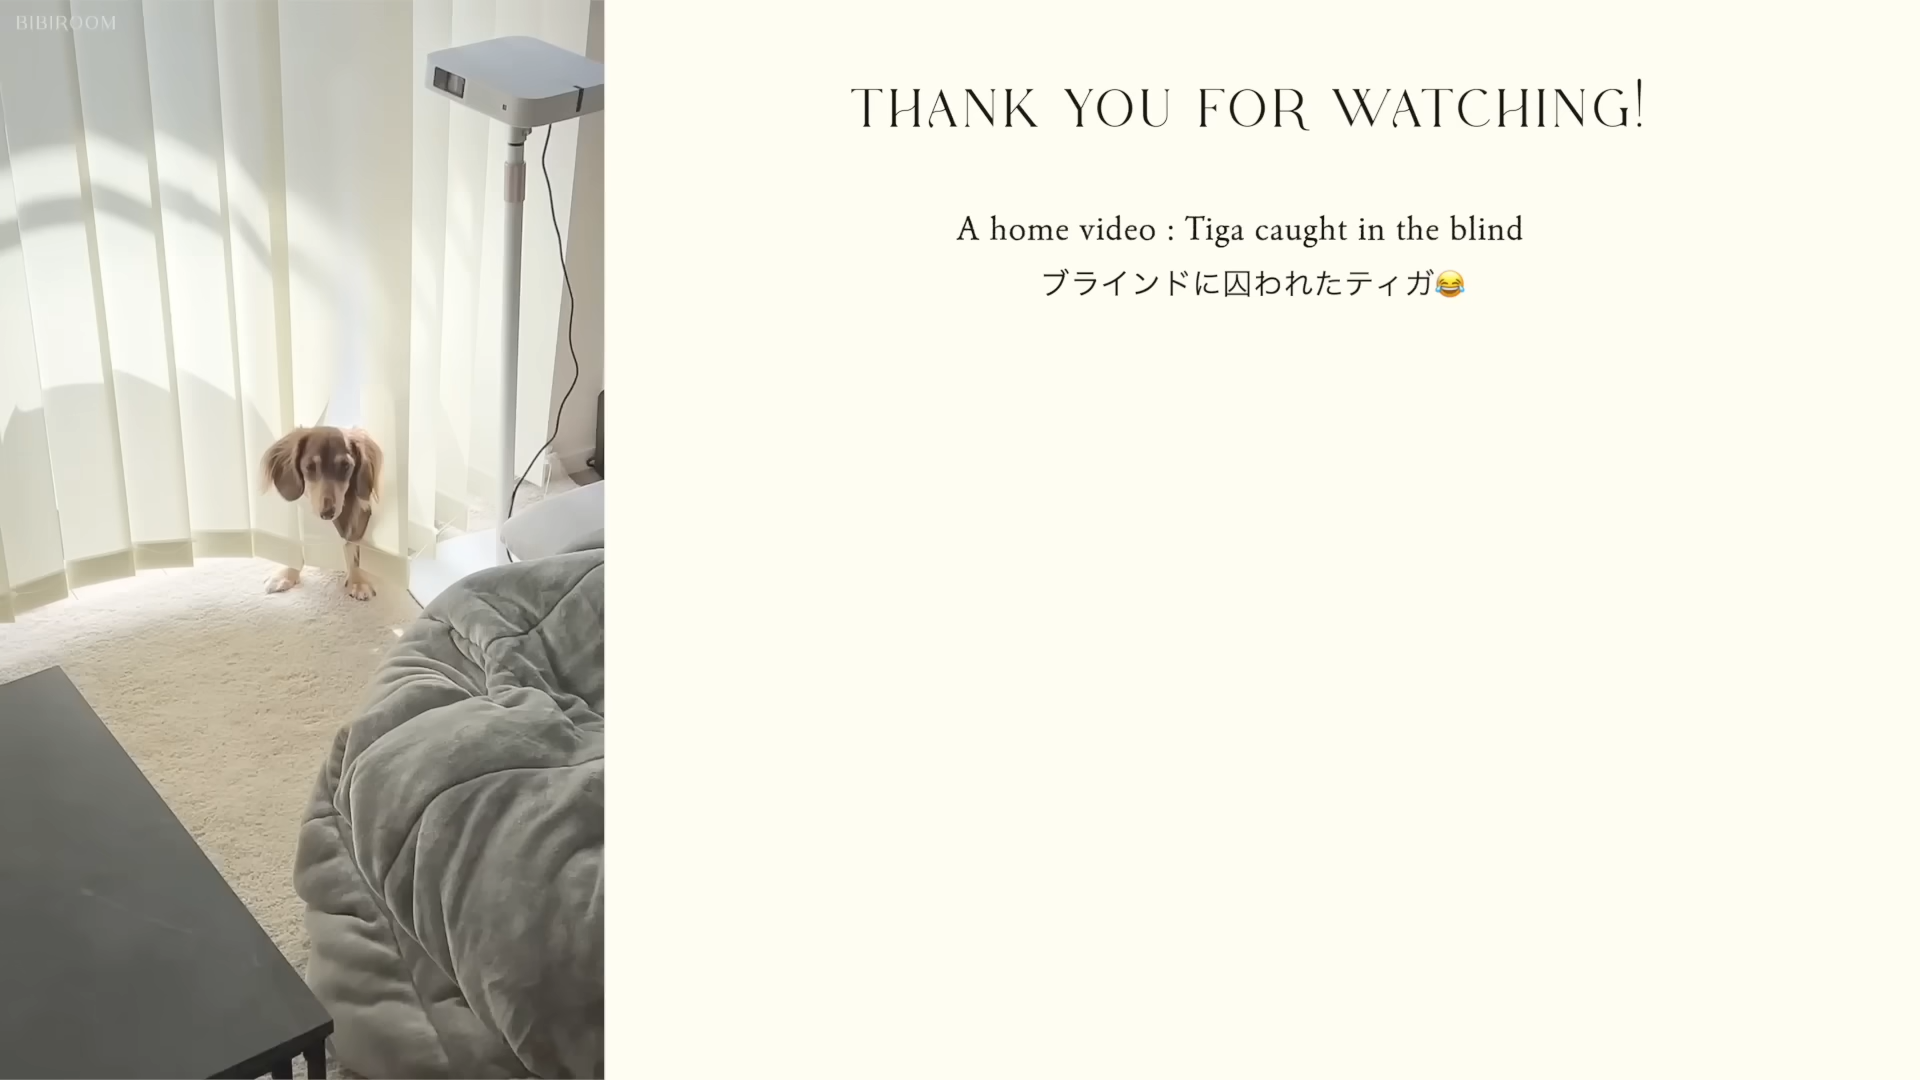 BIBIROOM
THANK YOU FOR WATCHING!
A home video : Tiga caught in the blind
ブラインドに囚われたティガ😂